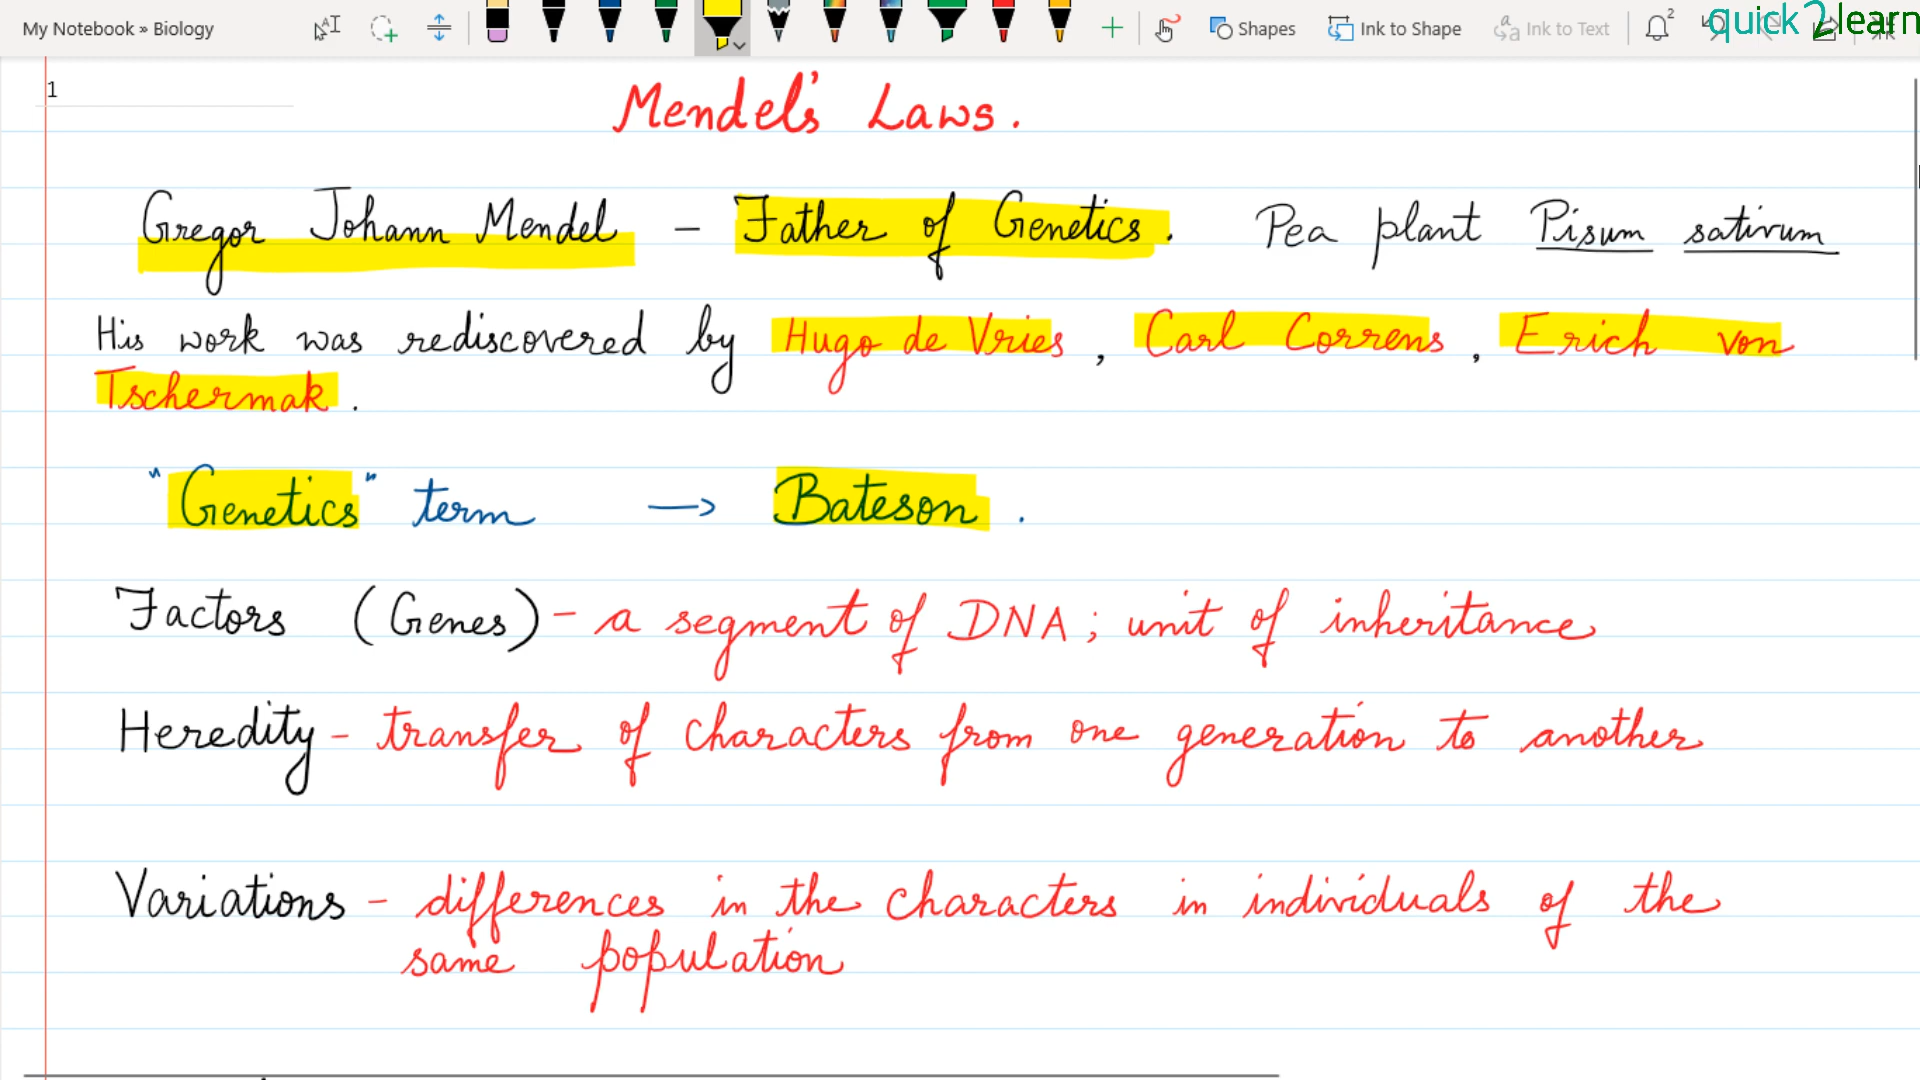 My Notebook » Biology
Shapes
Ink to Shape
Ink to Text
2
quick2learn
1
Mendel's Laws.
Gregor Johann Mendel - Father of Genetics. Pea plant Pisum sativum
His work was rediscovered by Hugo de Vries, Carl Correns, Erich von
Tschermak.
"Genetics" term → Bateson.
Factors (Genes) - a segment of DNA; unit of inheritance
Heredity - transfer of characters from one generation to another
Variations - differences in the characters in individuals of the
same population